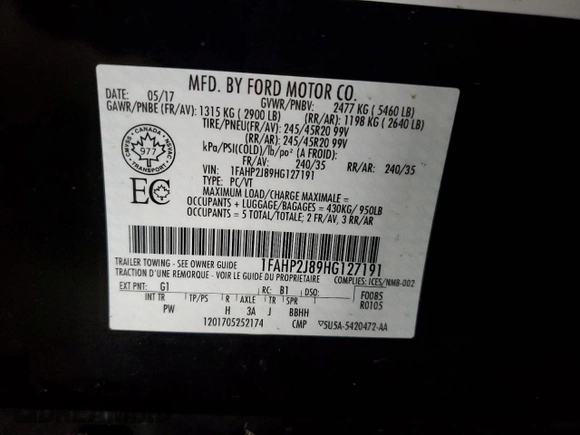 MFD. BY FORD MOTOR CO.
DATE: 05/17 GVWR/PNBV: 2477 KG ( 5460 LB)
GAWR/PNBE (FR/AV): 1315 KG ( 2900 LB) (RR/AR): 1198 KG ( 2640 LB)
TIRE/PNEU(FR/AV): 245/45R20 99V
(RR/AR): 245/45R20 99V
kPa/PSI(COLD)/lb/po² (A FROID):
FR/AV: 240/35 RR/AR: 240/35
VIN: 1FAHP2J89HG127191
TYPE: PC/VT
MAXIMUM LOAD/CHARGE MAXIMALE =
OCCUPANTS + LUGGAGE/BAGAGES = 430KG/ 950LB
OCCUPANTS = 5 TOTAL/TOTALE: 2 FR/AV, 3 RR/AR
CANADA
977
TRANSPORT
CMVSS
NSVAC
EC
1FAHP2J89HG127191
TRAILER TOWING - SEE OWNER GUIDE
TRACTION D'UNE REMORQUE - VOIR LE GUIDE DU PROPRIETAIRE
COMPLIES: ICES/NMB-002
EXT PNT: G1 RC: B1 DSO: F0085
INT TR TP/PS R AXLE TR SPR R0105
PW H 3A J BBHH
1201705252174 CMP 5U5A-5420472-AA